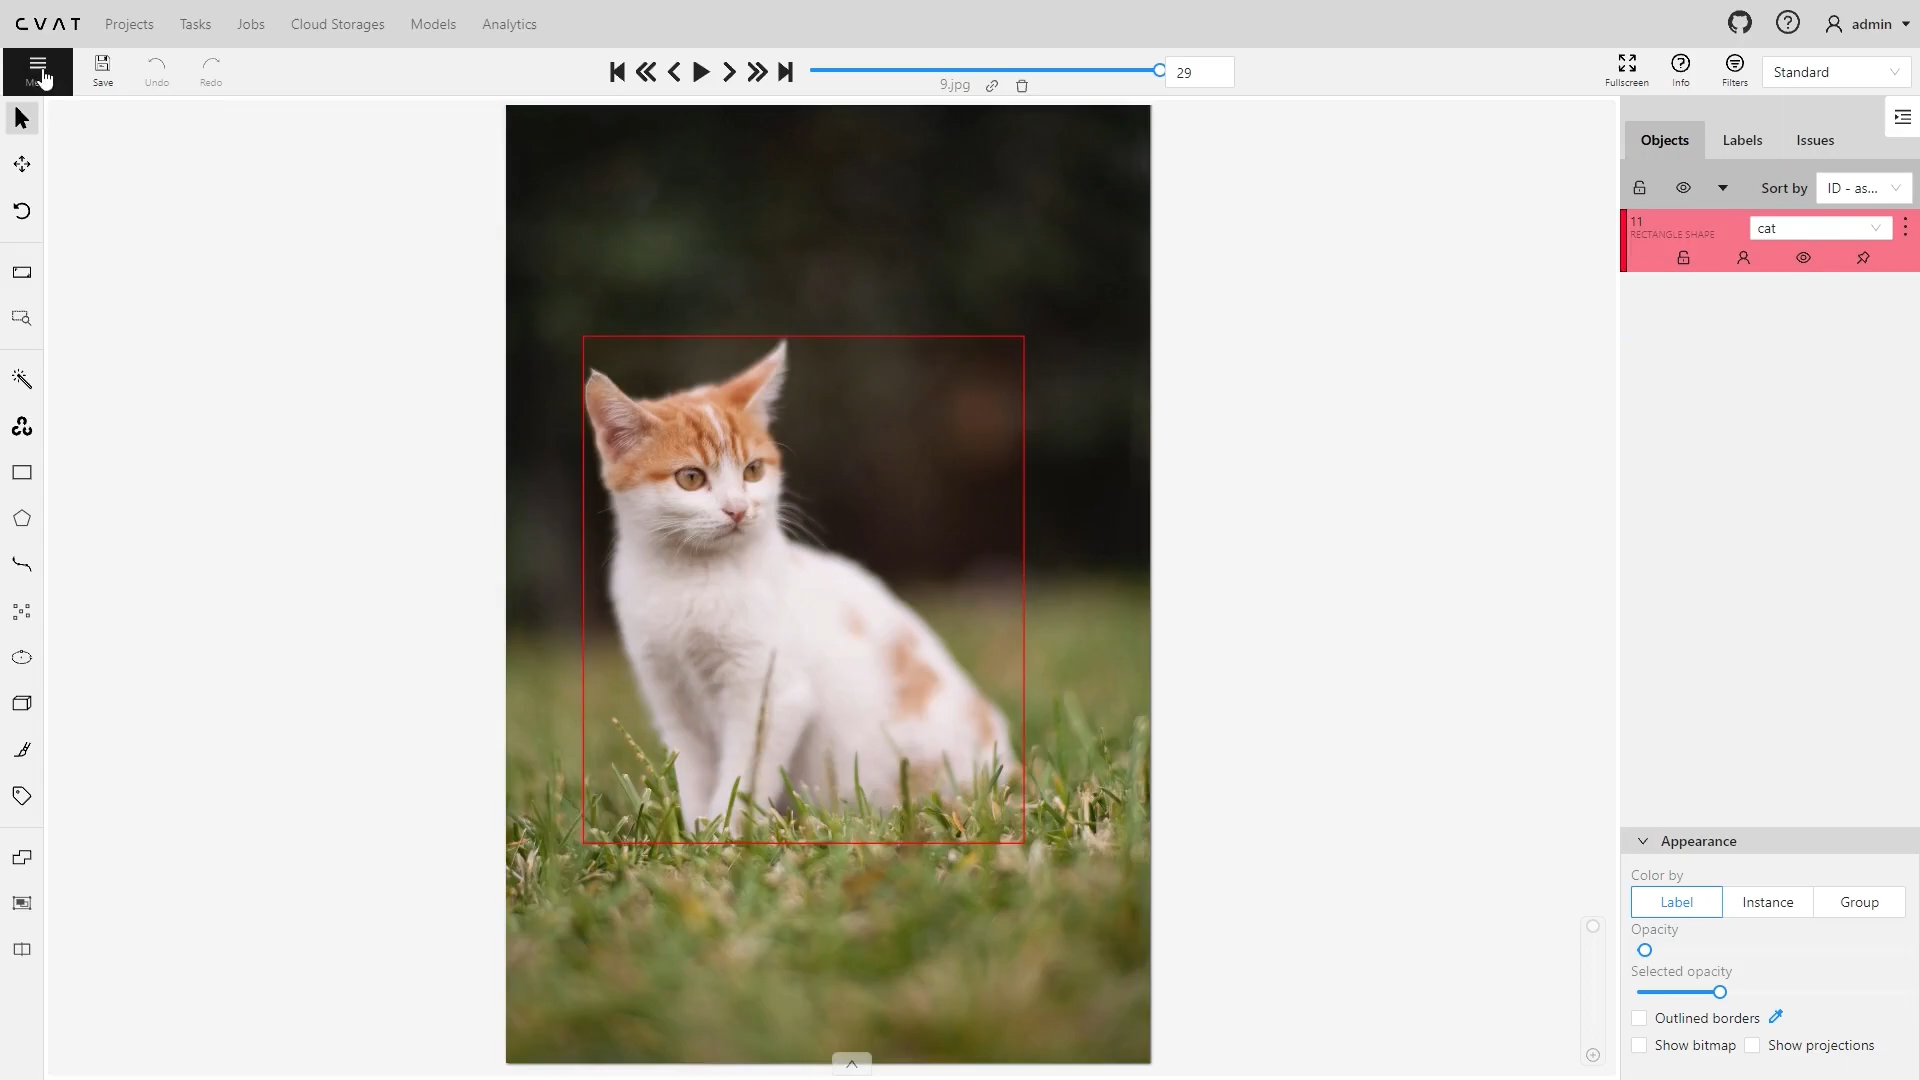 CVAT Projects Tasks Jobs Cloud Storages Models Analytics admin
Save Undo Redo
29
9.jpg
Fullscreen Info Filters Standard
Objects Labels Issues
Sort by ID - as...
11
RECTANGLE SHAPE
cat
Appearance
Color by
Label Instance Group
Opacity
Selected opacity
Outlined borders
Show bitmap Show projections